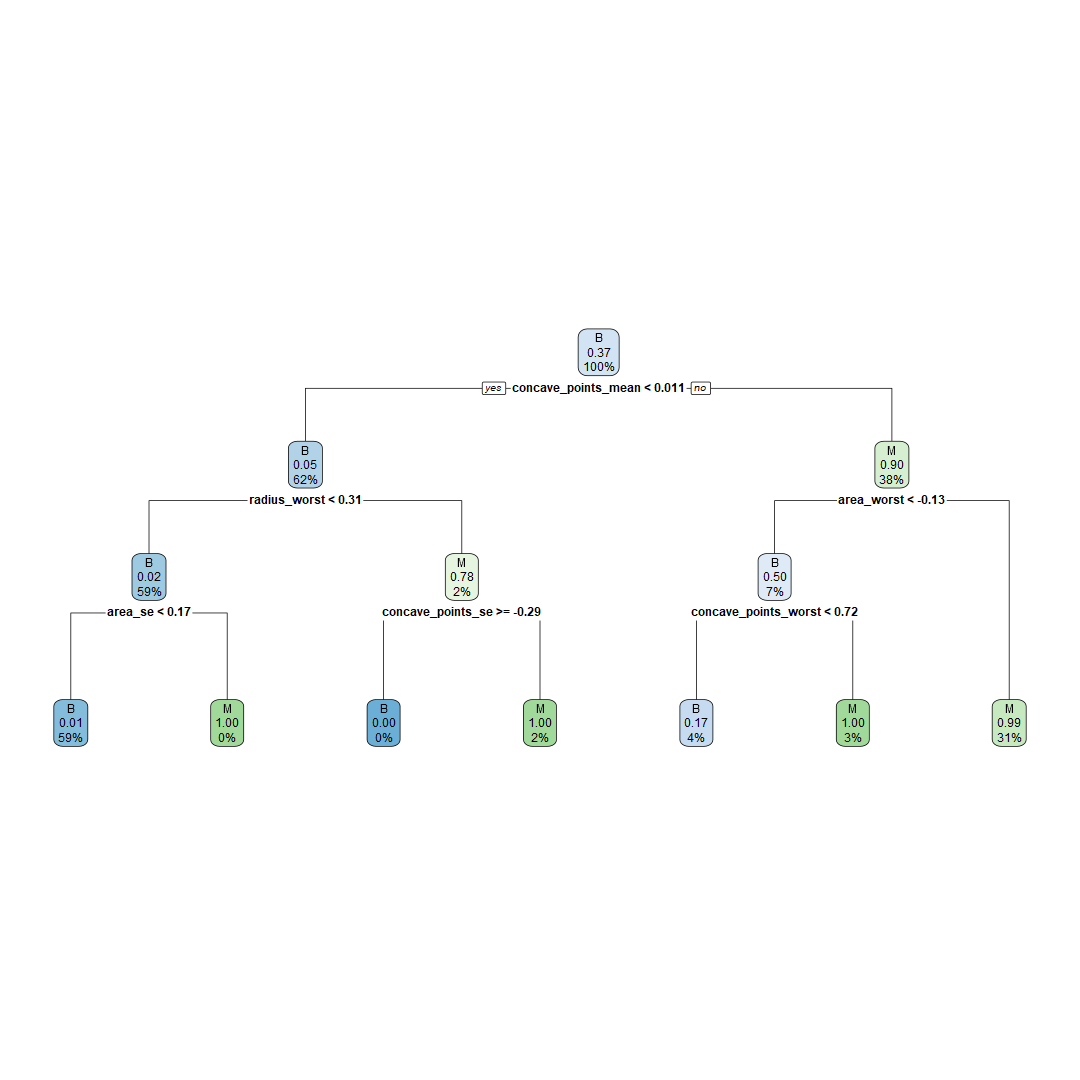 B
0.37
100%
yes concave_points_mean < 0.011 no
B
0.05
62%
M
0.90
38%
radius_worst < 0.31
area_worst < -0.13
B
0.02
59%
M
0.78
2%
B
0.50
7%
area_se < 0.17
concave_points_se >= -0.29
concave_points_worst < 0.72
B
0.01
59%
M
1.00
0%
B
0.00
0%
M
1.00
2%
B
0.17
4%
M
1.00
3%
M
0.99
31%